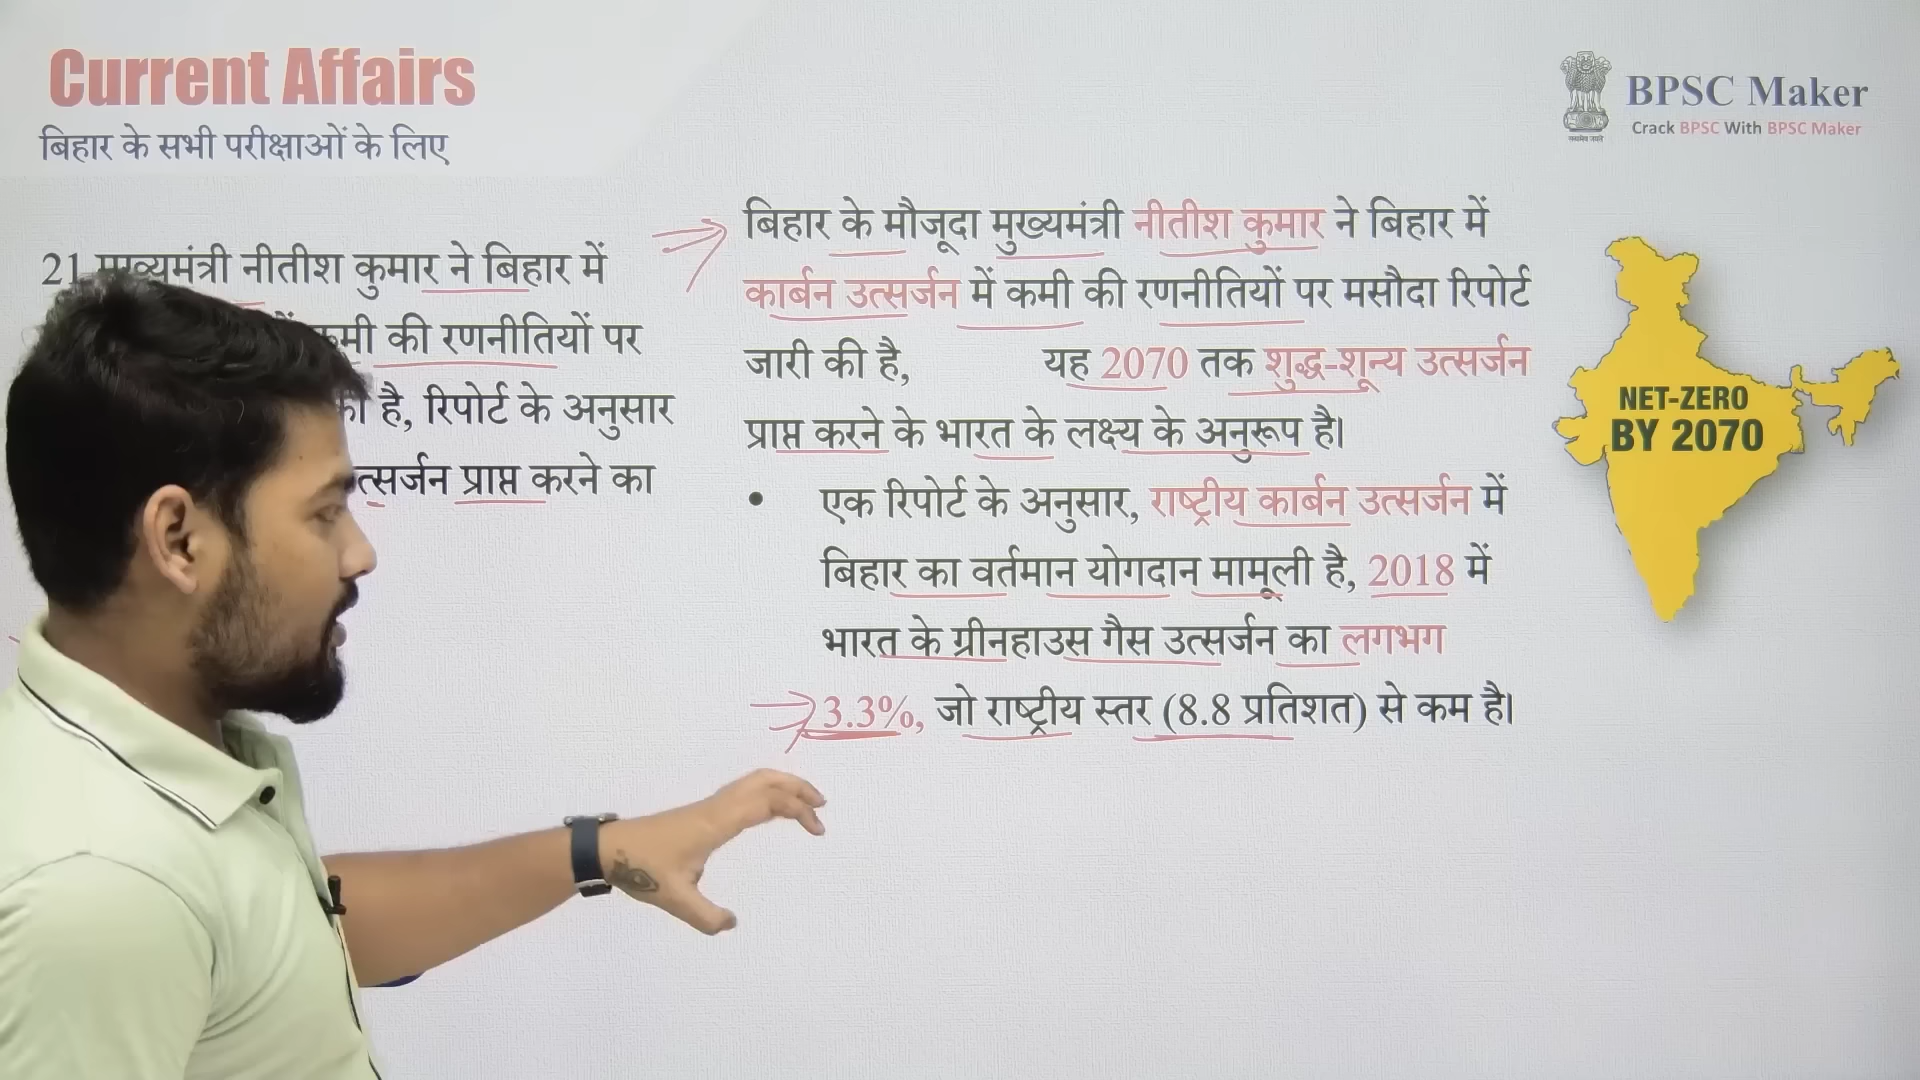 Current Affairs
बिहार के सभी परीक्षाओं के लिए
BPSC Maker
Crack BPSC With BPSC Maker
21 मुख्यमंत्री नीतीश कुमार ने बिहार में
की रणनीतियों पर
है, रिपोर्ट के अनुसार
प्राप्त करने का
बिहार के मौजूदा मुख्यमंत्री नीतीश कुमार ने बिहार में
कार्बन उत्सर्जन में कमी की रणनीतियों पर मसौदा रिपोर्ट
जारी की है, यह 2070 तक शुद्ध-शून्य उत्सर्जन
प्राप्त करने के भारत के लक्ष्य के अनुरूप है।
• एक रिपोर्ट के अनुसार, राष्ट्रीय कार्बन उत्सर्जन में
बिहार का वर्तमान योगदान मामूली है, 2018 में
भारत के ग्रीनहाउस गैस उत्सर्जन का लगभग
3.3%, जो राष्ट्रीय स्तर (8.8 प्रतिशत) से कम है।
NET-ZERO
BY 2070